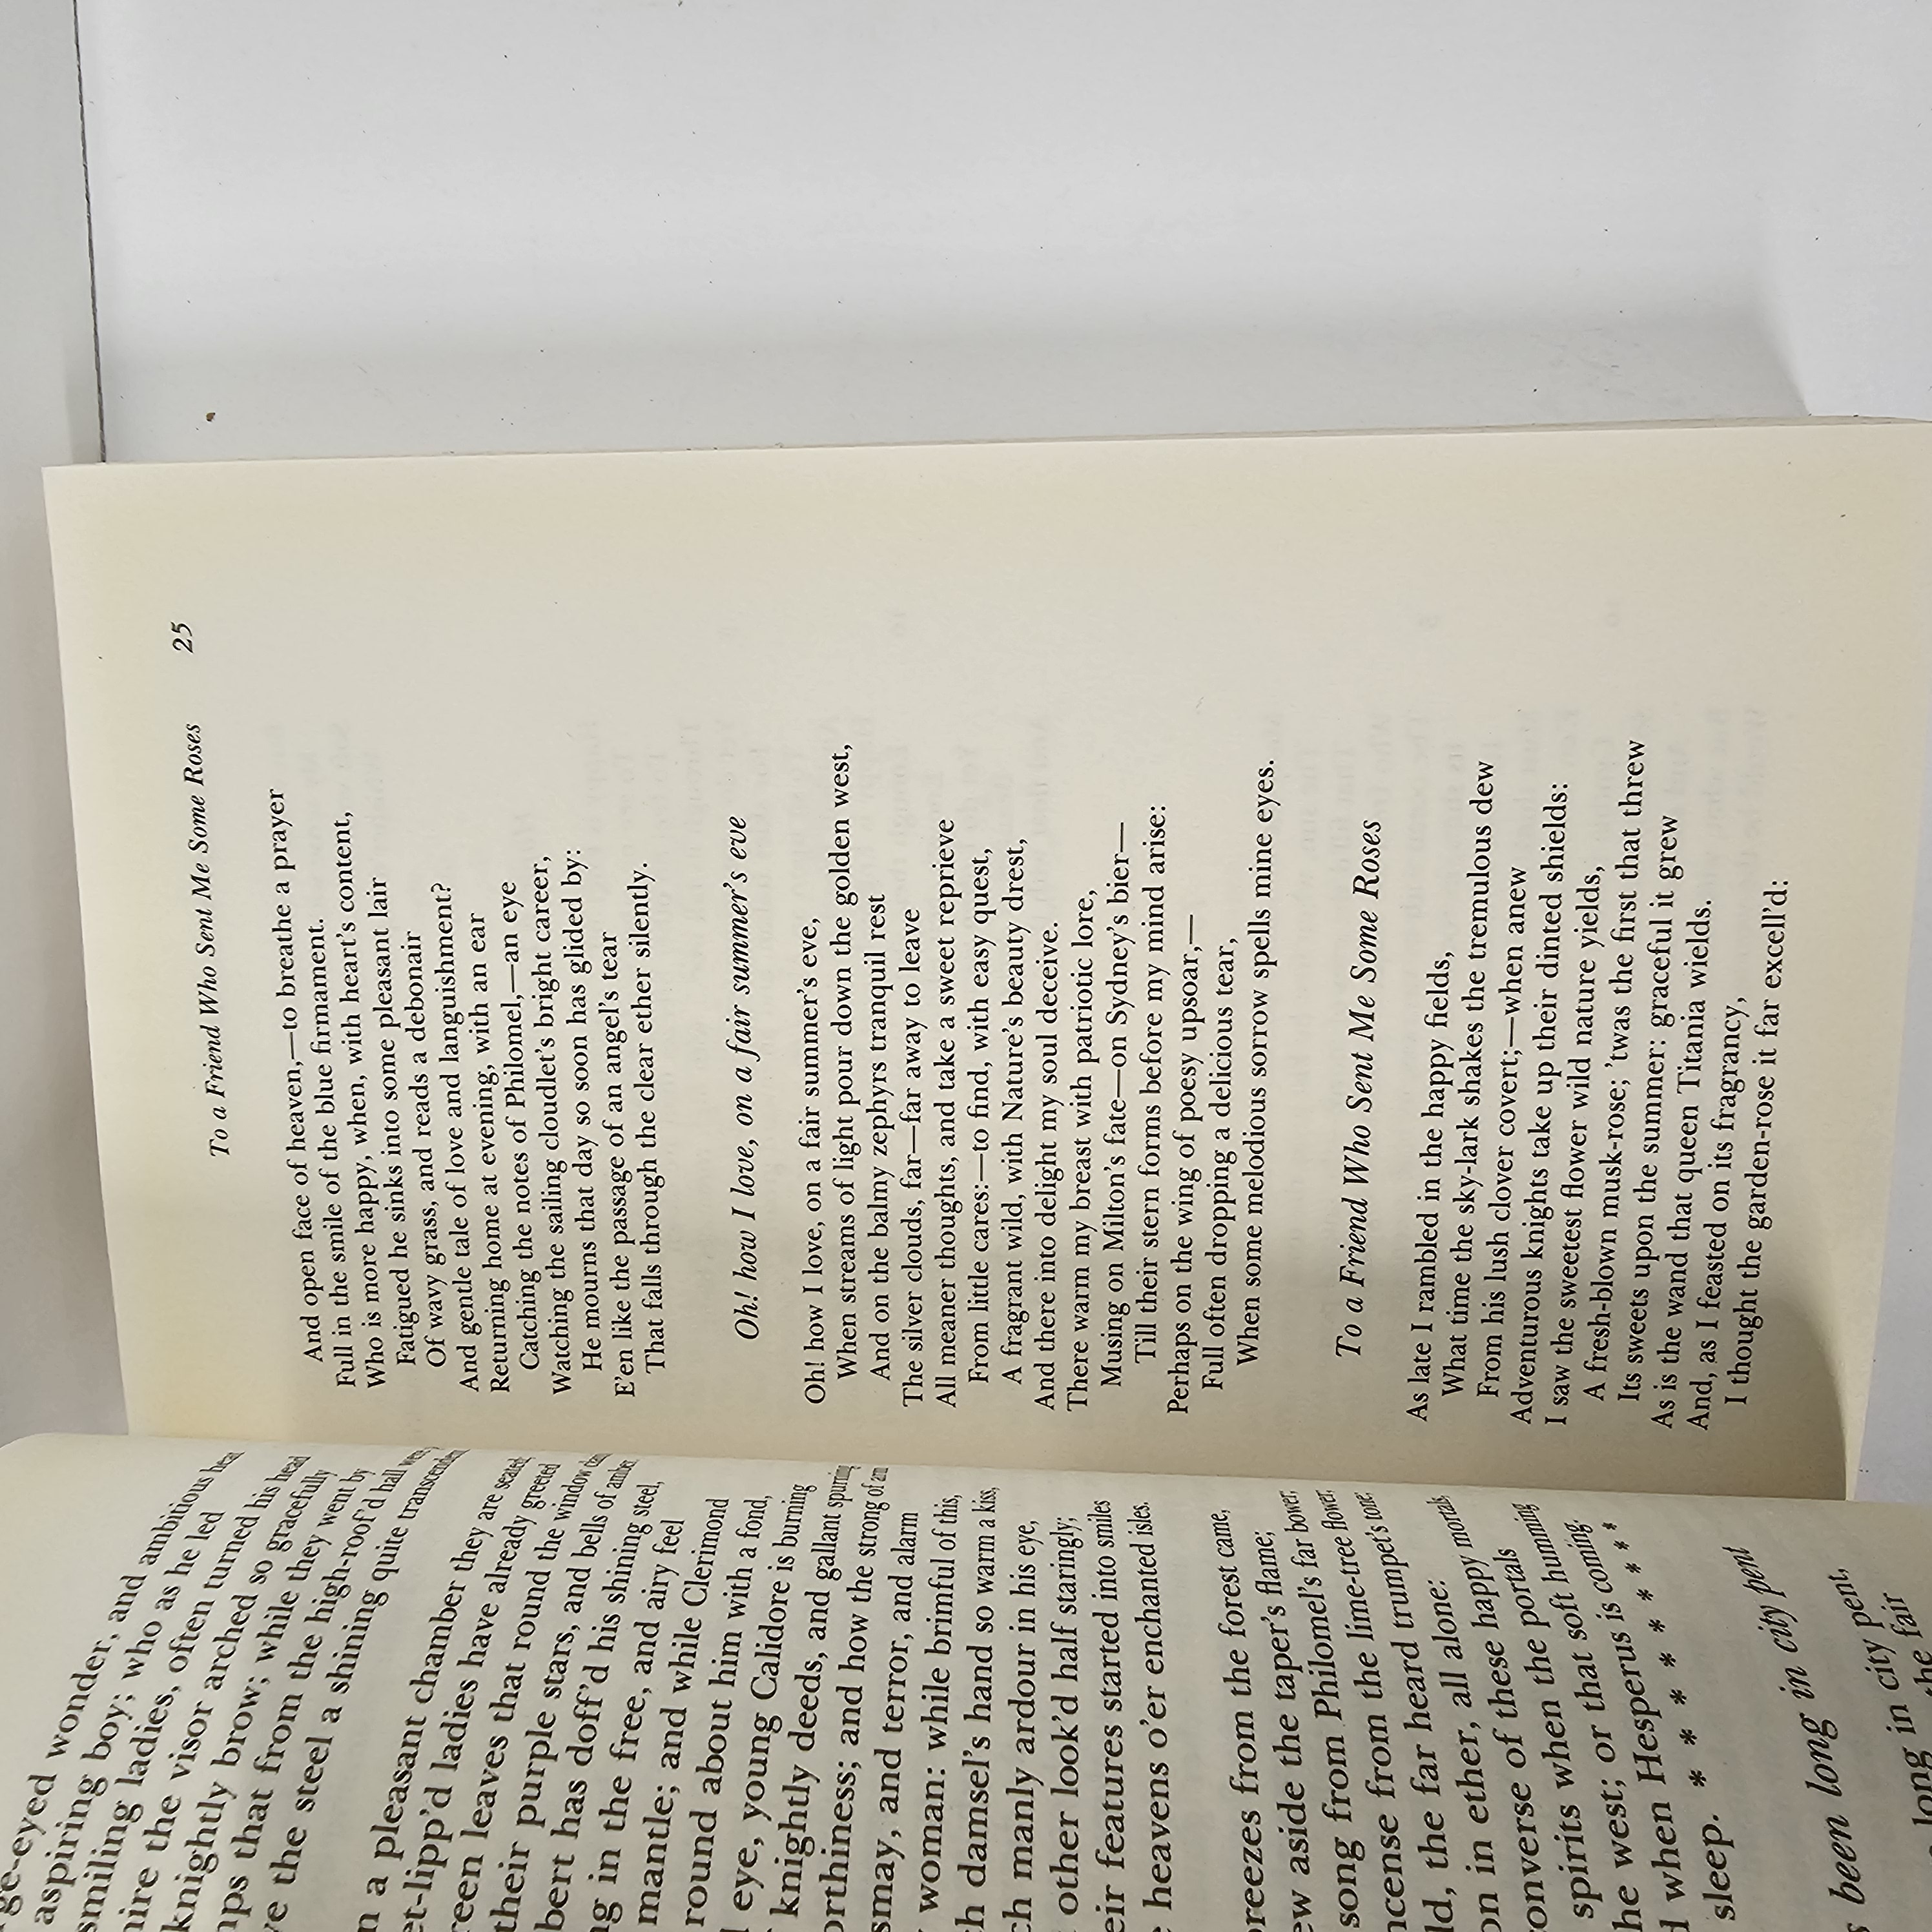 ge-eyed wonder, and ambitious heat
aspiring boy; who as he led
smiling ladies, often turned his head
mire the visor arched so gracefully
knightly brow; while they went by
mps that from the high-roof'd hall were
ve the steel a shining quite transcendent
n a pleasant chamber they are seated;
et-lipp'd ladies have already greeted
reen leaves that round the window
their purple stars, and bells of amber.
bert has doff'd his shining steel,
ng in the free, and airy feel
mantle; and while Clerimond
round about him with a fond,
d eye, young Calidore is burning
f knightly deeds, and gallant spurning
orthiness; and how the strong of arm
smay, and terror, and alarm
y woman: while brimful of this,
ch damsel's hand so warm a kiss,
ch manly ardour in his eye,
t other look'd half staringly;
eir features started into smiles
e heavens o'er enchanted isles.
breezes from the forest came,
ew aside the taper's flame;
song from Philomel's far bower;
ncense from the lime-tree flower;
ld, the far heard trumpet's tone;
on in ether, all alone:
converse of these happy mortals,
spirits when the portals
he west; or that soft humming
d when Hesperus is coming.
sleep. * * * * * * * *
s been long in city pent
long in city pent,
the fair
To a Friend Who Sent Me Some Roses 25
And open face of heaven,—to breathe a prayer
Full in the smile of the blue firmament.
Who is more happy, when, with heart's content,
Fatigued he sinks into some pleasant lair
Of wavy grass, and reads a debonair
And gentle tale of love and languishment?
Returning home at evening, with an ear
Catching the notes of Philomel,—an eye
Watching the sailing cloudlet's bright career,
He mourns that day so soon has glided by:
E'en like the passage of an angel's tear
That falls through the clear ether silently.
Oh! how I love, on a fair summer's eve
Oh! how I love, on a fair summer's eve,
When streams of light pour down the golden west,
And on the balmy zephyrs tranquil rest
The silver clouds, far—far away to leave
All meaner thoughts, and take a sweet reprieve
From little cares:—to find, with easy quest,
A fragrant wild, with Nature's beauty drest,
And there into delight my soul deceive.
There warm my breast with patriotic lore,
Musing on Milton's fate—on Sydney's bier—
Till their stern forms before my mind arise:
Perhaps on the wing of poesy upsoar,—
Full often dropping a delicious tear,
When some melodious sorrow spells mine eyes.
To a Friend Who Sent Me Some Roses
As late I rambled in the happy fields,
What time the sky-lark shakes the tremulous dew
From his lush clover covert;—when anew
Adventurous knights take up their dinted shields:
I saw the sweetest flower wild nature yields,
A fresh-blown musk-rose; 'twas the first that threw
Its sweets upon the summer: graceful it grew
As is the wand that queen Titania wields.
And, as I feasted on its fragrancy,
I thought the garden-rose it far excell'd: